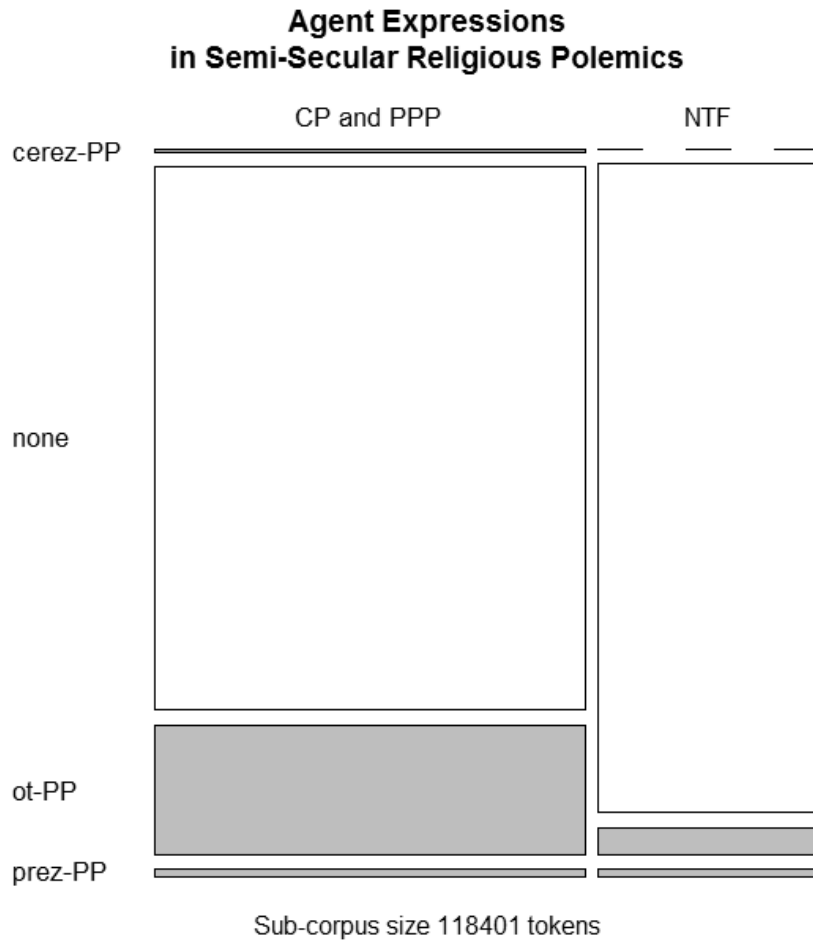 Agent Expressions
in Semi-Secular Religious Polemics
CP and PPP
NTF
cerez-PP
none
ot-PP
prez-PP
Sub-corpus size 118401 tokens